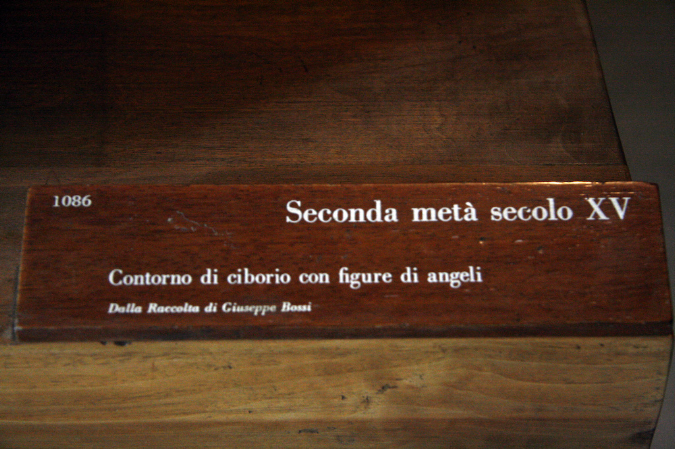 1086
Seconda metà secolo XV
Contorno di ciborio con figure di angeli
Dalla Raccolta di Giuseppe Bossi